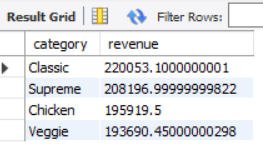 Result Grid Filter Rows:
category revenue
Classic 220053.1000000001
Supreme 208196.99999999822
Chicken 195919.5
Veggie 193690.45000000298